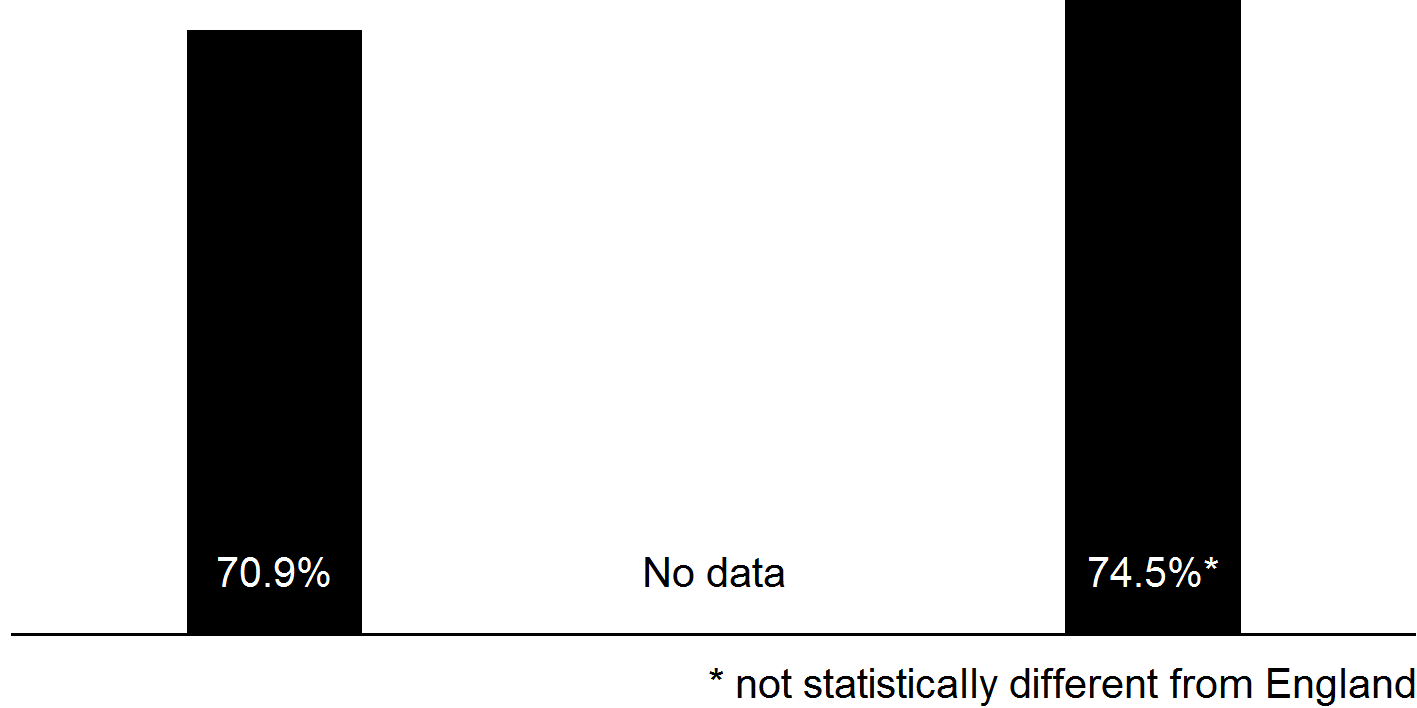 70.9% No data 74.5%*
* not statistically different from England